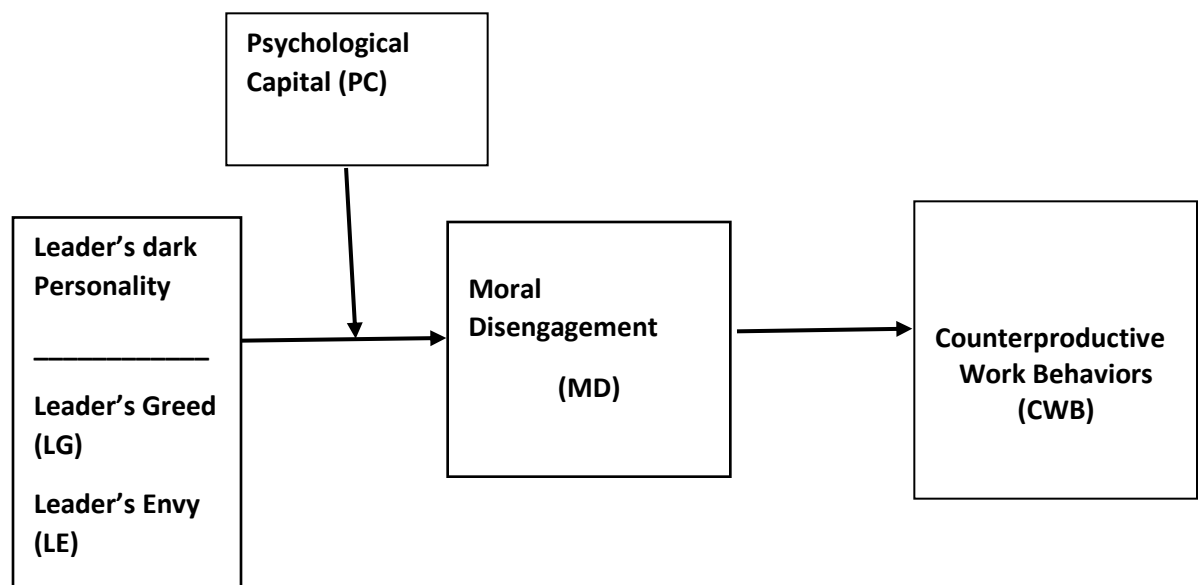 Psychological
Capital (PC)
Leader’s dark
Personality
____________
Leader’s Greed
(LG)
Leader’s Envy
(LE)
Moral
Disengagement
(MD)
Counterproductive
Work Behaviors
(CWB)